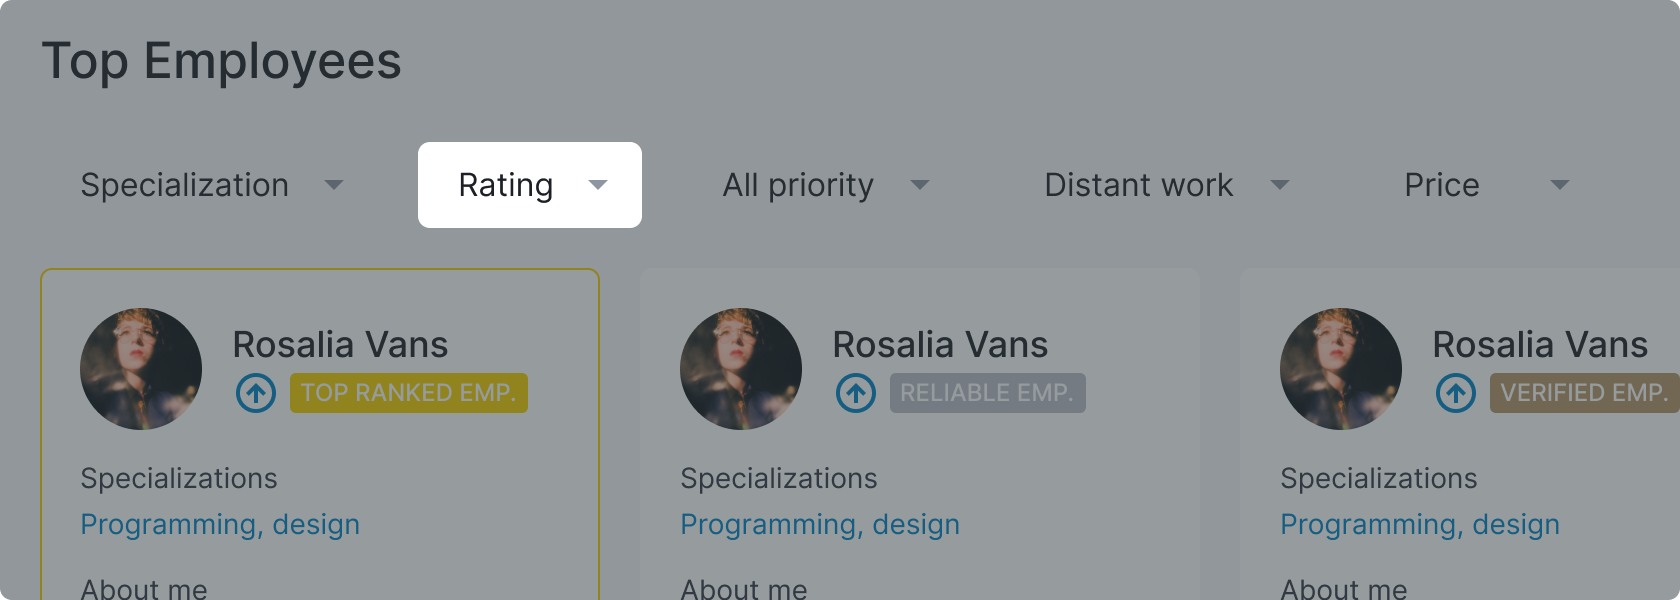 Top Employees
Specialization Rating All priority Distant work Price
Rosalia Vans
TOP RANKED EMP.
Specializations
Programming, design
About me
Rosalia Vans
RELIABLE EMP.
Specializations
Programming, design
About me
Rosalia Vans
VERIFIED EMP.
Specializations
Programming, design
About me